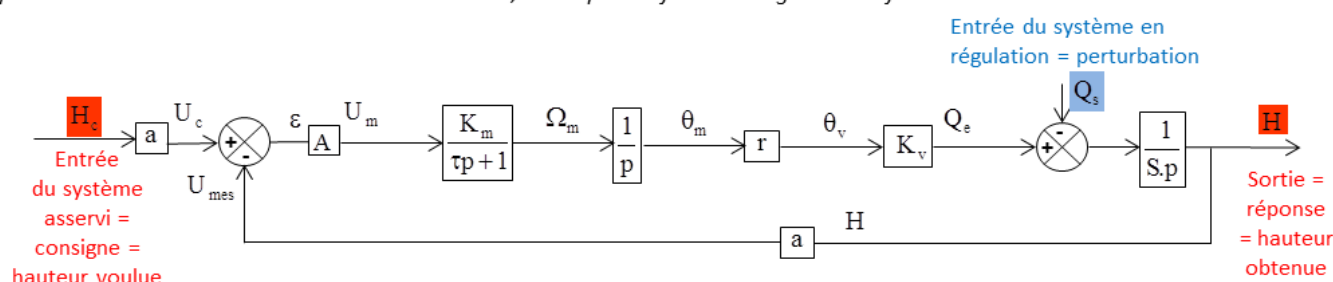 Entrée du système en
régulation = perturbation
H_c
a
U_c
+
-
ε
A
U_m
K_m
τp+1
Ω_m
1
p
θ_m
r
θ_v
K_v
Q_e
Q_s
-
+
1
S.p
H
U_mes
a
H
Entrée
du système
asservi =
consigne =
hauteur voulue
Sortie =
réponse
= hauteur
obtenue